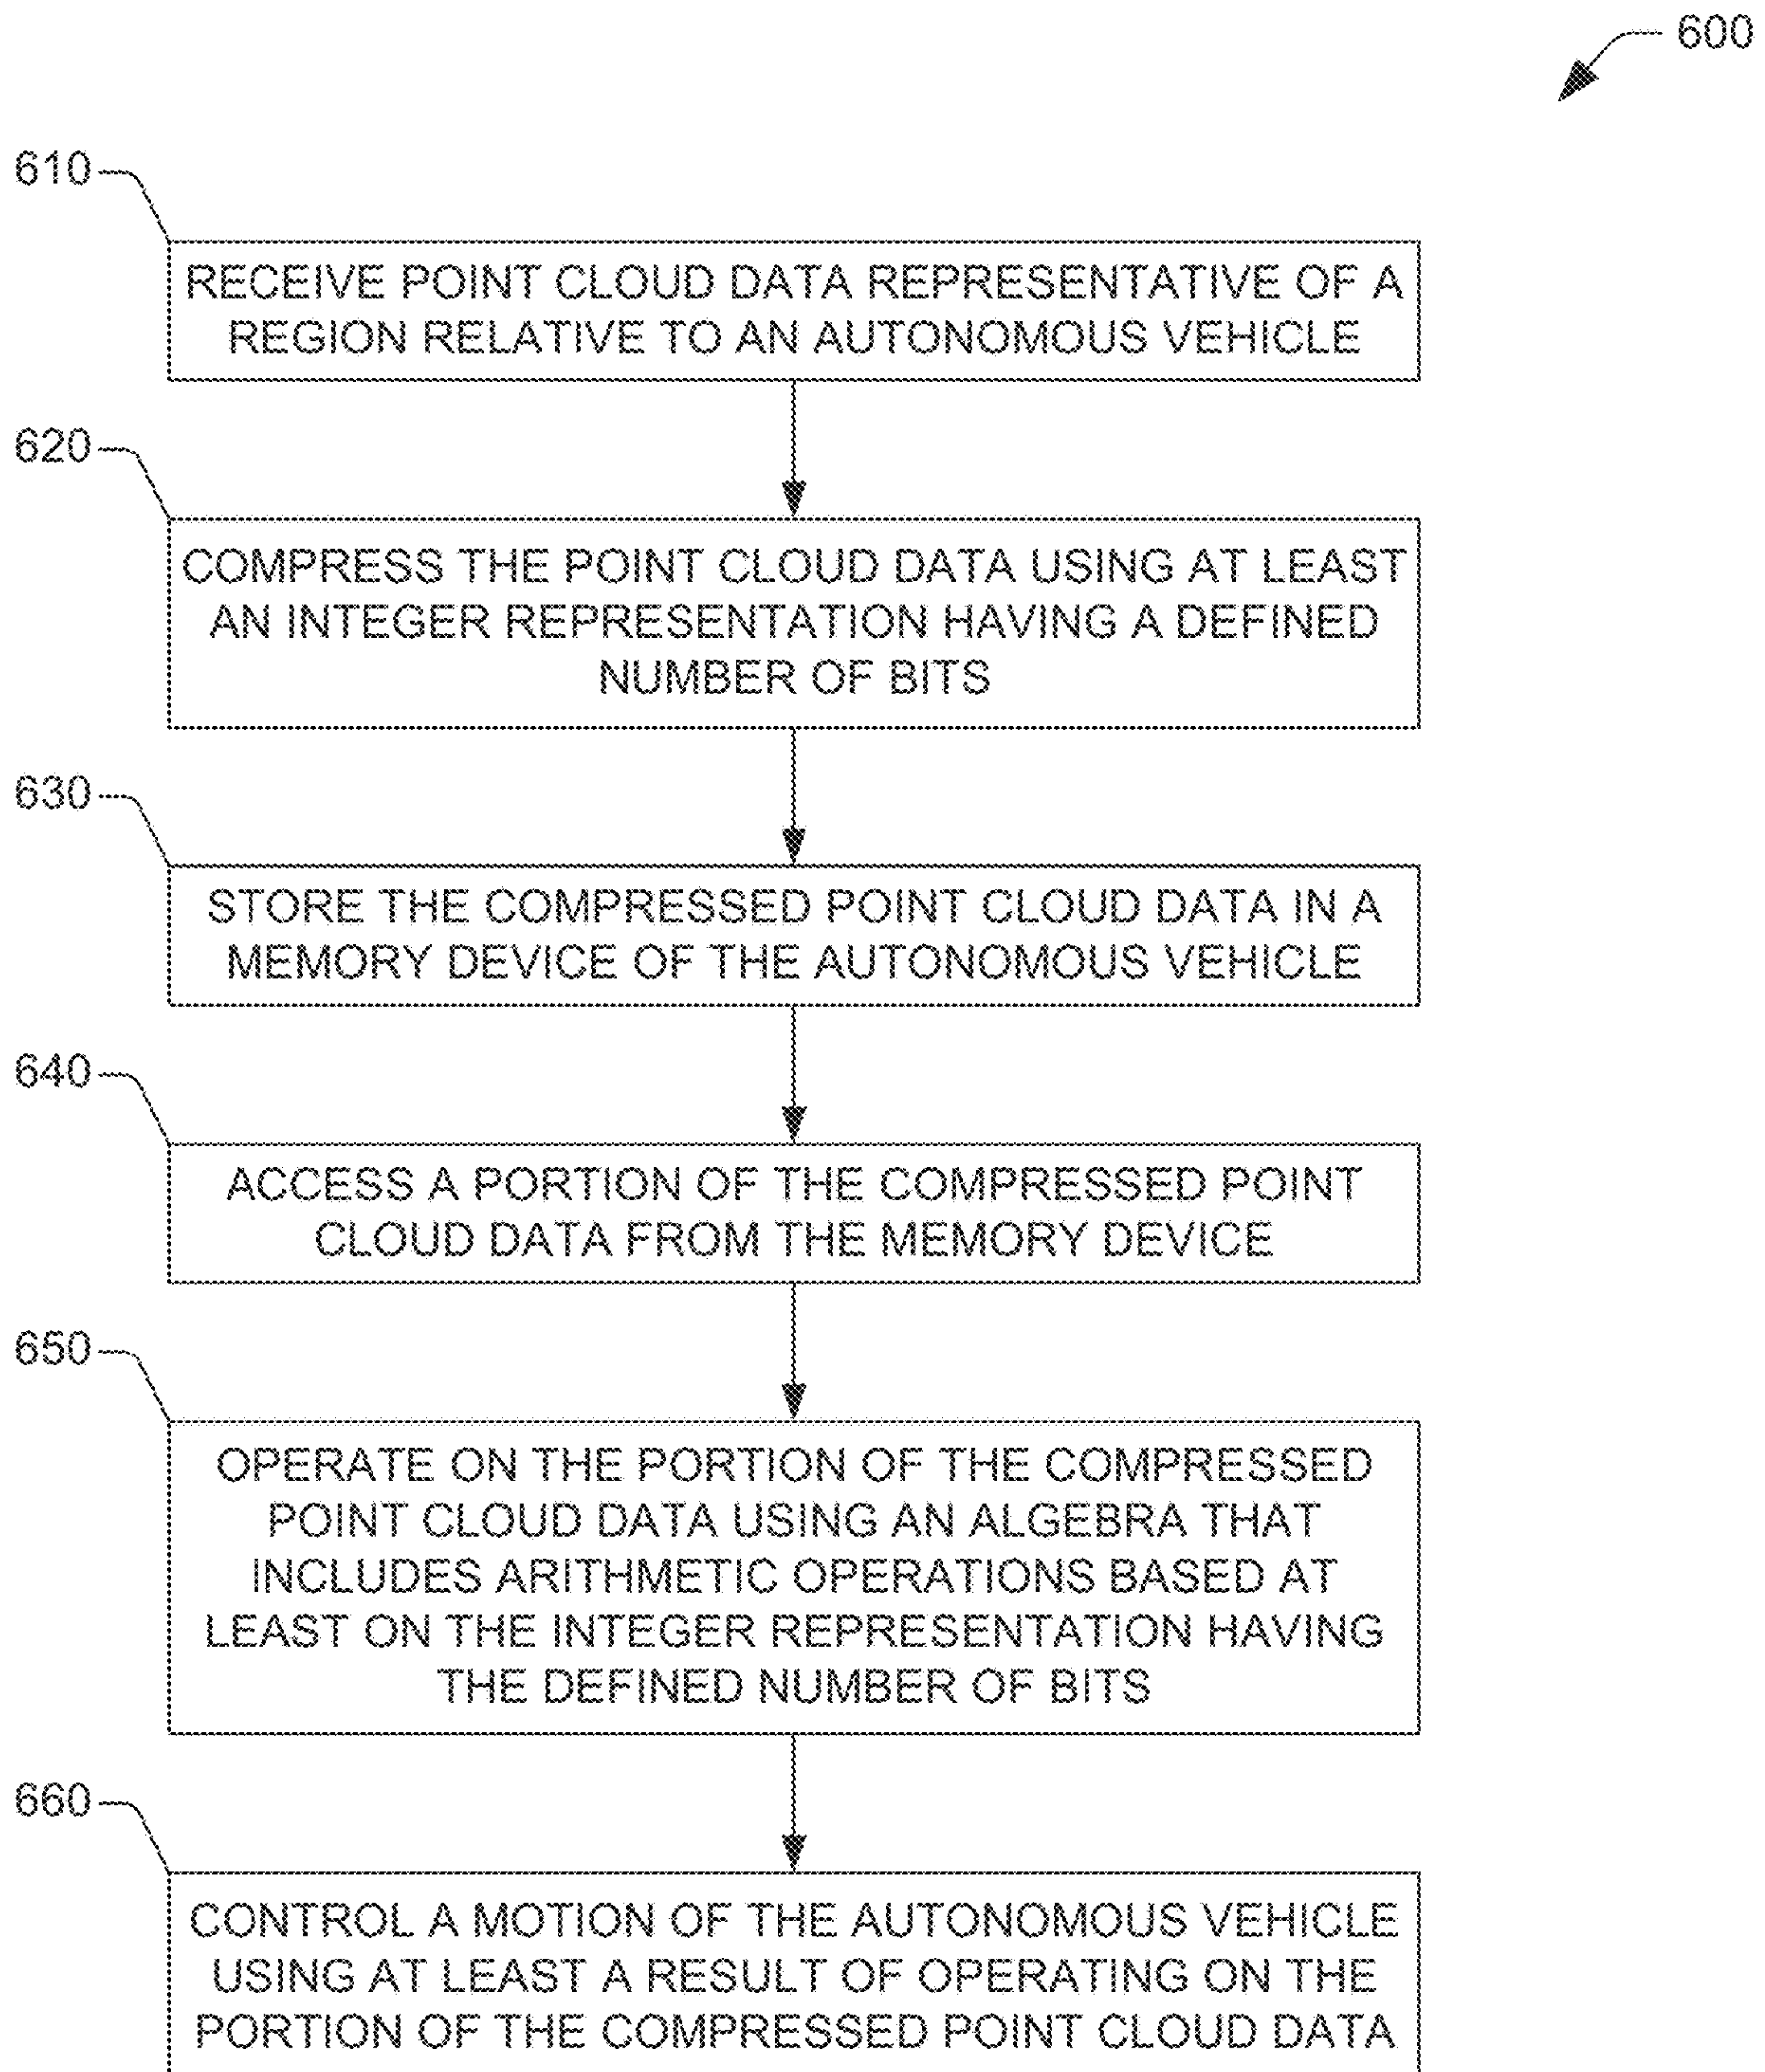 600
610
RECEIVE POINT CLOUD DATA REPRESENTATIVE OF A
REGION RELATIVE TO AN AUTONOMOUS VEHICLE
620
COMPRESS THE POINT CLOUD DATA USING AT LEAST
AN INTEGER REPRESENTATION HAVING A DEFINED
NUMBER OF BITS
630
STORE THE COMPRESSED POINT CLOUD DATA IN A
MEMORY DEVICE OF THE AUTONOMOUS VEHICLE
640
ACCESS A PORTION OF THE COMPRESSED POINT
CLOUD DATA FROM THE MEMORY DEVICE
650
OPERATE ON THE PORTION OF THE COMPRESSED
POINT CLOUD DATA USING AN ALGEBRA THAT
INCLUDES ARITHMETIC OPERATIONS BASED AT
LEAST ON THE INTEGER REPRESENTATION HAVING
THE DEFINED NUMBER OF BITS
660
CONTROL A MOTION OF THE AUTONOMOUS VEHICLE
USING AT LEAST A RESULT OF OPERATING ON THE
PORTION OF THE COMPRESSED POINT CLOUD DATA